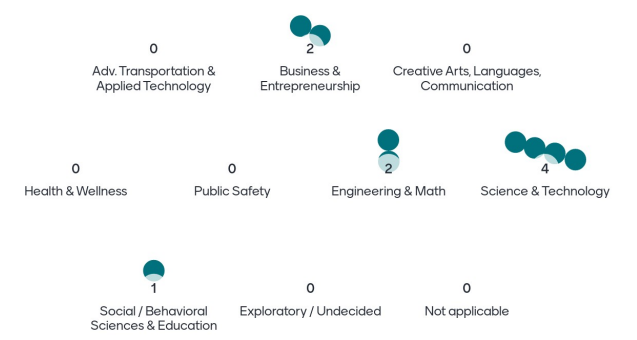 0
2
0
Adv. Transportation &
Applied Technology
Business &
Entrepreneurship
Creative Arts, Languages,
Communication
0
0
2
4
Health & Wellness
Public Safety
Engineering & Math
Science & Technology
1
0
0
Social / Behavioral
Sciences & Education
Exploratory / Undecided
Not applicable